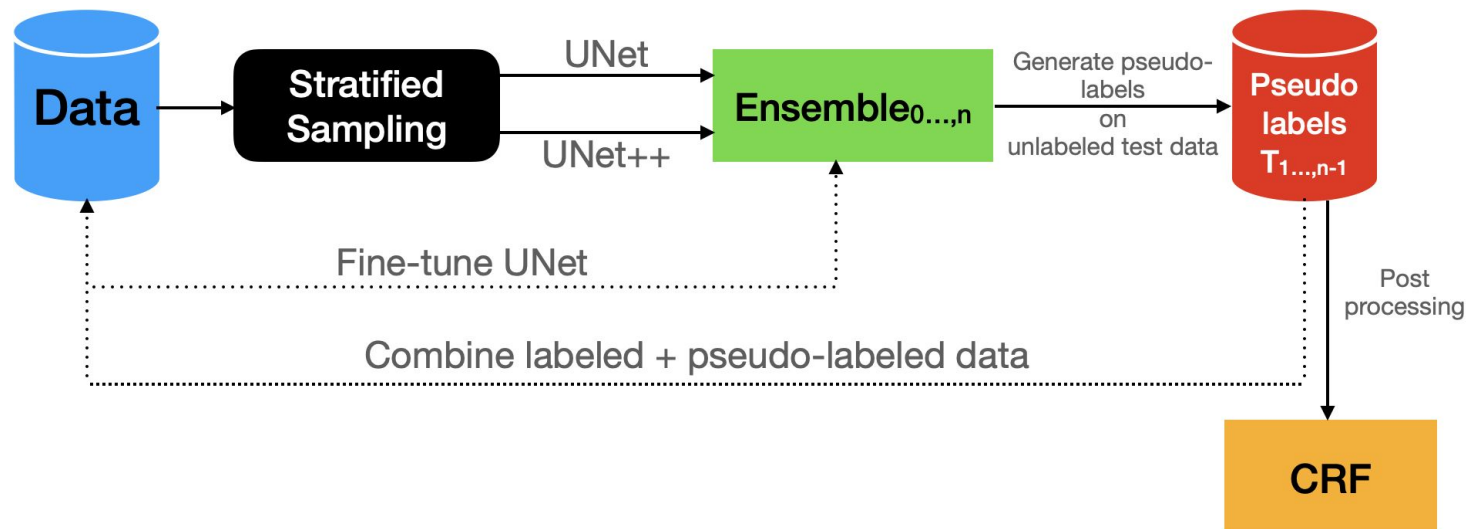 Data
Stratified
Sampling
UNet
UNet++
Ensemble0...,n
Generate pseudo-
labels
on
unlabeled test data
Pseudo
labels
T1...,n-1
Fine-tune UNet
Post
processing
Combine labeled + pseudo-labeled data
CRF